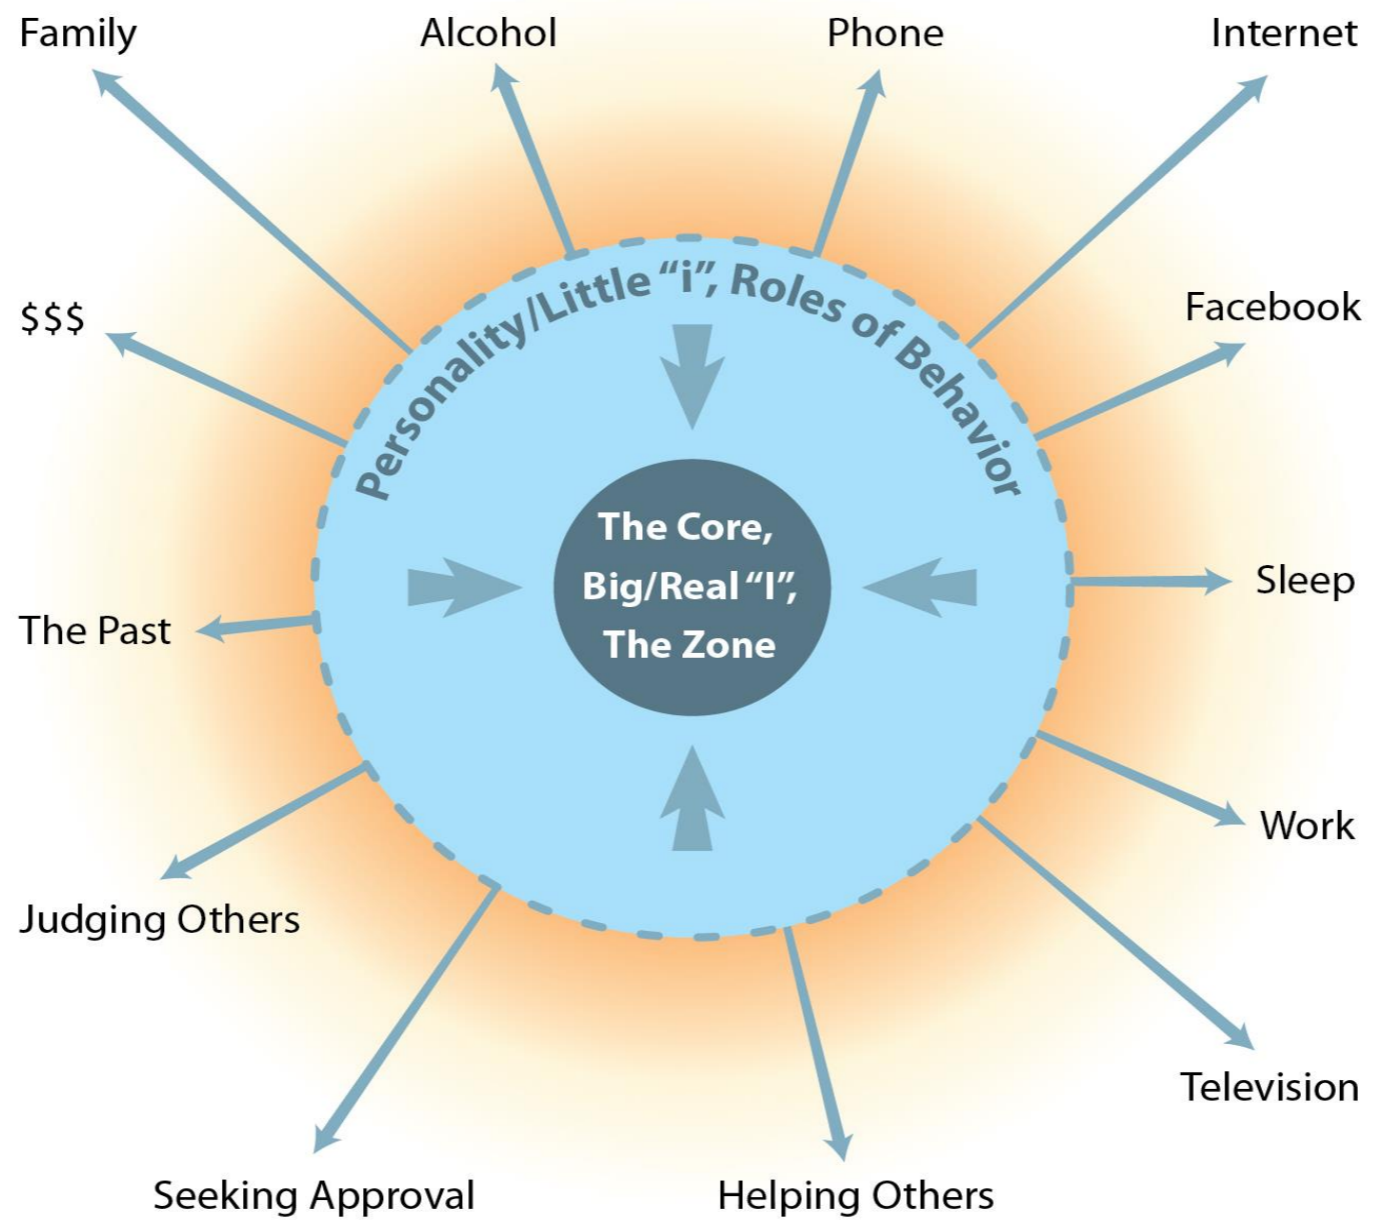 Family
Alcohol
Phone
Internet
Personality/Little “i”, Roles of Behavior
$$$
Facebook
The Core,
Big/Real “I”,
The Zone
Sleep
The Past
Work
Judging Others
Television
Seeking Approval
Helping Others